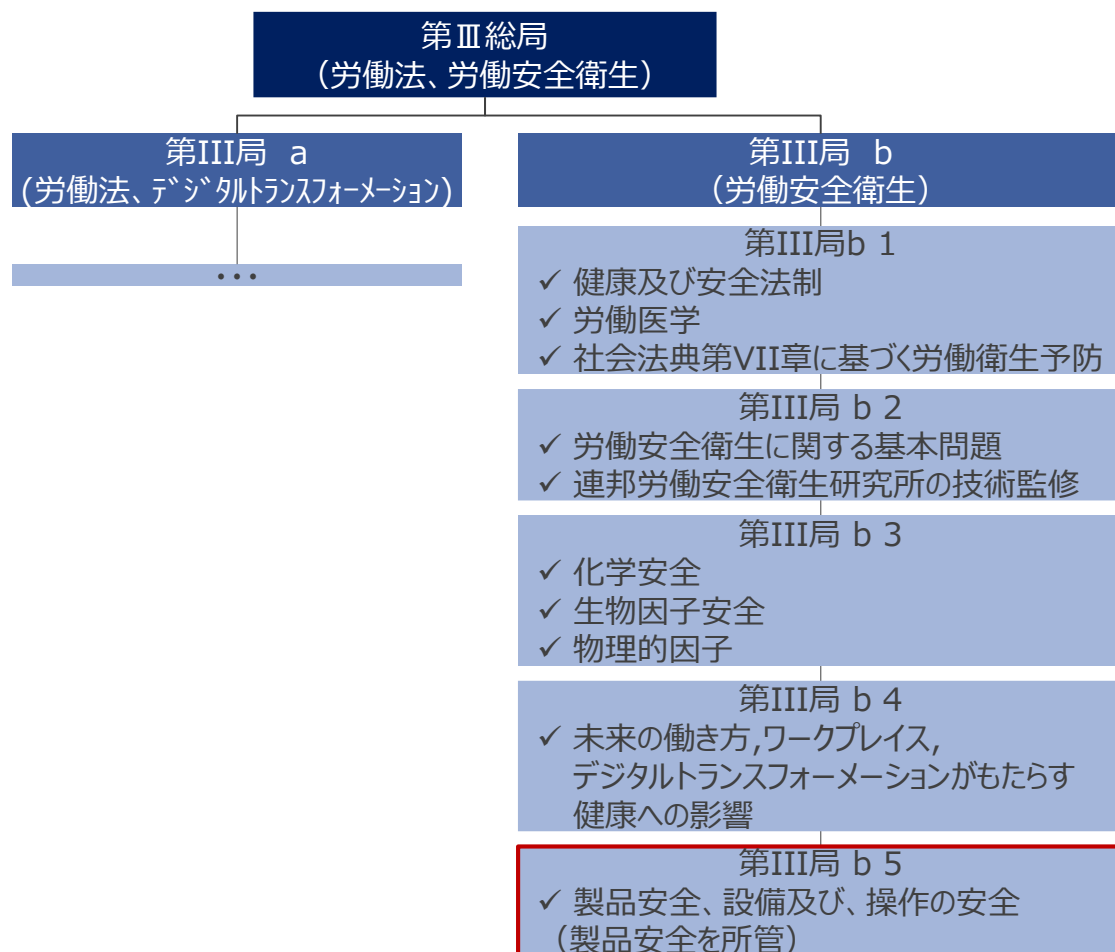 第Ⅲ総局
（労働法、労働安全衛生）
第III局 a
(労働法、ﾃﾞｼﾞﾀﾙﾄﾗﾝｽﾌｫｰﾒｰｼｮﾝ)
・・・
第III局 b
（労働安全衛生）
第III局b 1
✓ 健康及び安全法制
✓ 労働医学
✓ 社会法典第VII章に基づく労働衛生予防
第III局 b 2
✓ 労働安全衛生に関する基本問題
✓ 連邦労働安全衛生研究所の技術監修
第III局 b 3
✓ 化学安全
✓ 生物因子安全
✓ 物理的因子
第III局 b 4
✓ 未来の働き方,ワークプレイス,
デジタルトランスフォーメーションがもたらす
健康への影響
第III局 b 5
✓ 製品安全、設備及び、操作の安全
（製品安全を所管）